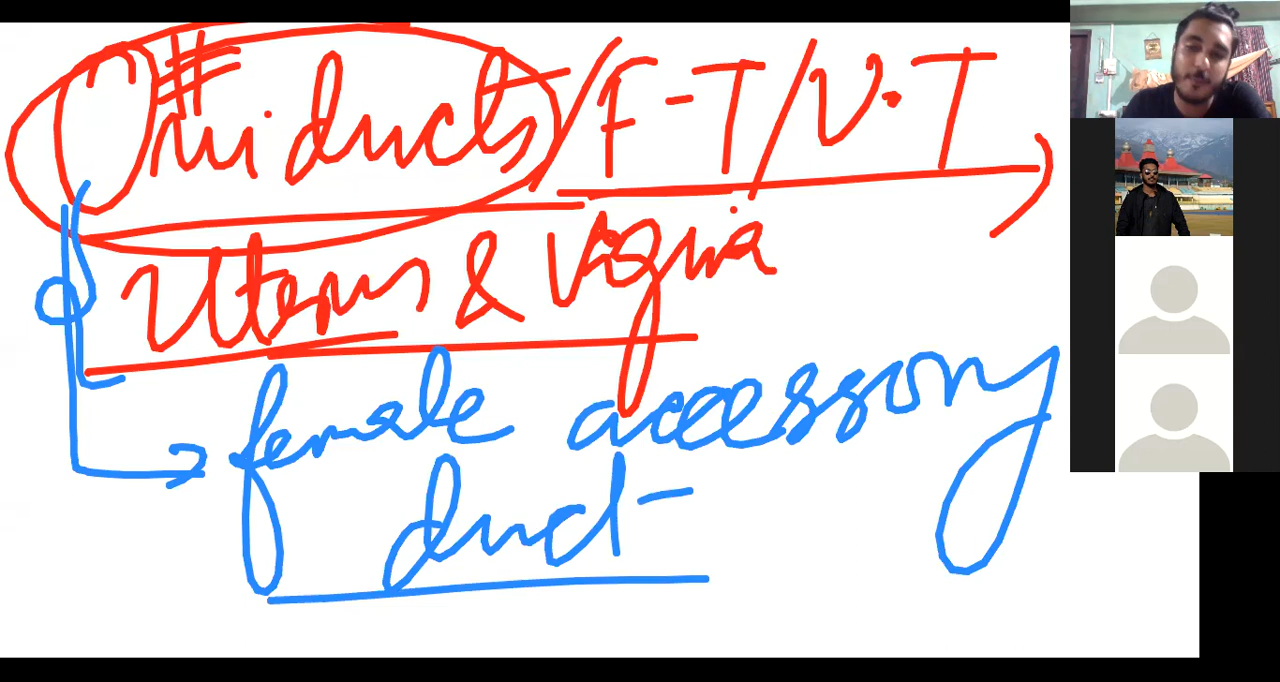 # Oviducts/F-T/U.T)
Uterus & Vagina
female accessory
duct